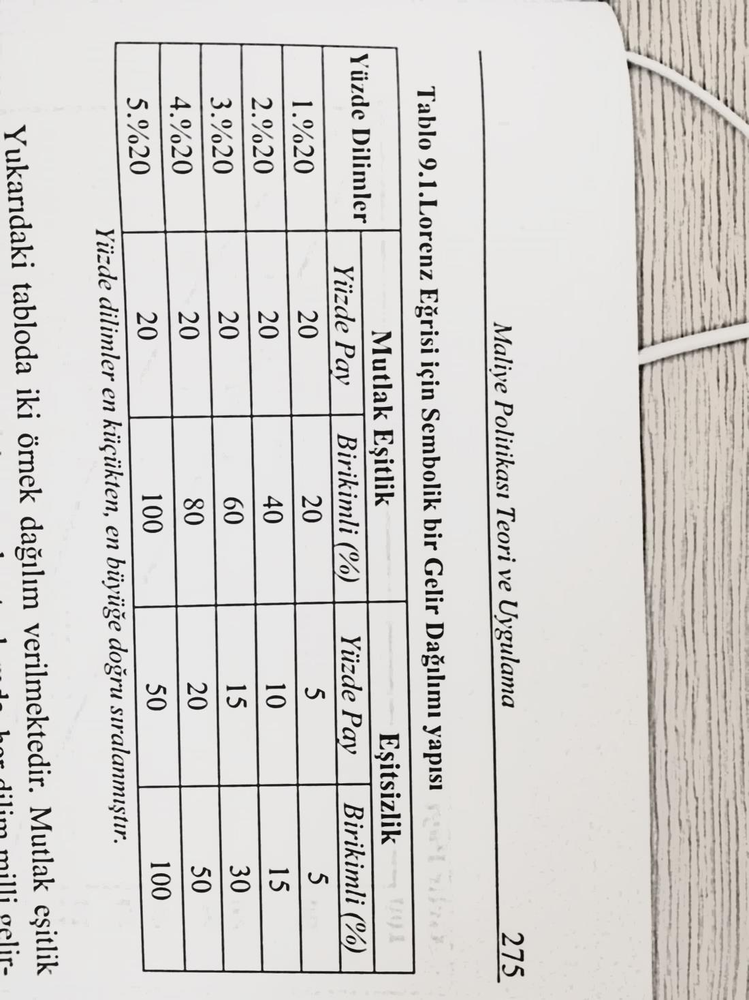 Maliye Politikası Teori ve Uygulama 275
Tablo 9.1.Lorenz Eğrisi için Sembolik bir Gelir Dağılımı yapısı
Yüzde Dilimler Mutlak Eşitlik Eşitsizlik
Yüzde Pay Birikimli (%) Yüzde Pay Birikimli (%)
1.%20 20 20 5 5
2.%20 20 40 10 15
3.%20 20 60 15 30
4.%20 20 80 20 50
5.%20 20 100 50 100
Yüzde dilimler en küçükten, en büyüğe doğru sıralanmıştır.
Yukarıdaki tabloda iki örnek dağılım verilmektedir. Mutlak eşitlik
her dilim milli gelir-